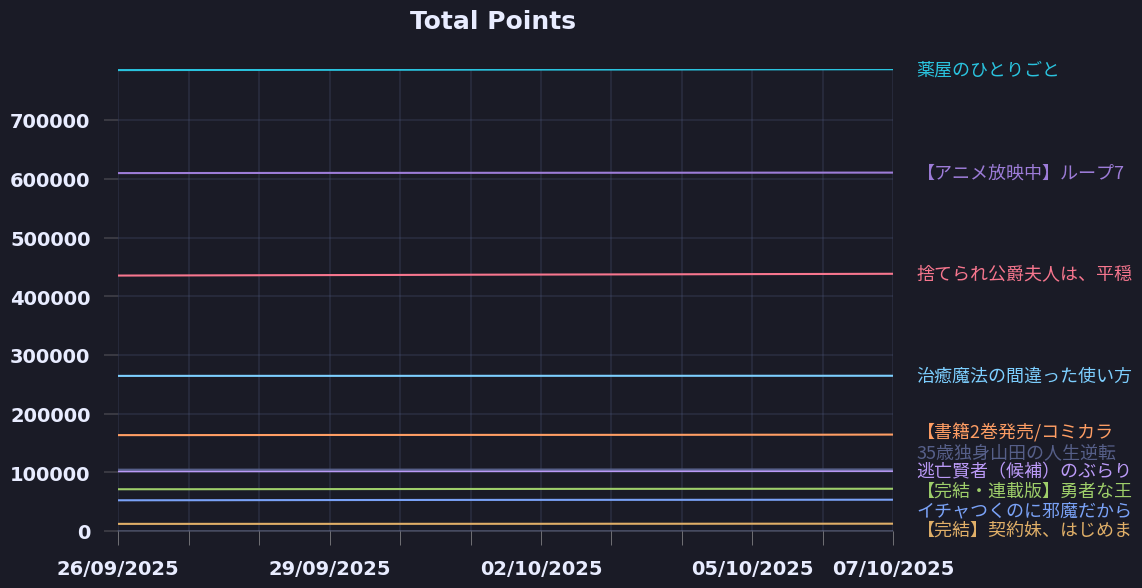 Total Points
700000
600000
500000
400000
300000
200000
100000
0
26/09/2025 29/09/2025 02/10/2025 05/10/2025 07/10/2025
薬屋のひとりごと
【アニメ放映中】ループ7
捨てられ公爵夫人は、平穏
治癒魔法の間違った使い方
【書籍2巻発売/コミカラ
35歳独身山田の人生逆転
逃亡賢者（候補）のぶらり
【完結・連載版】勇者な王
イチャつくのに邪魔だから
【完結】契約妹、はじめま